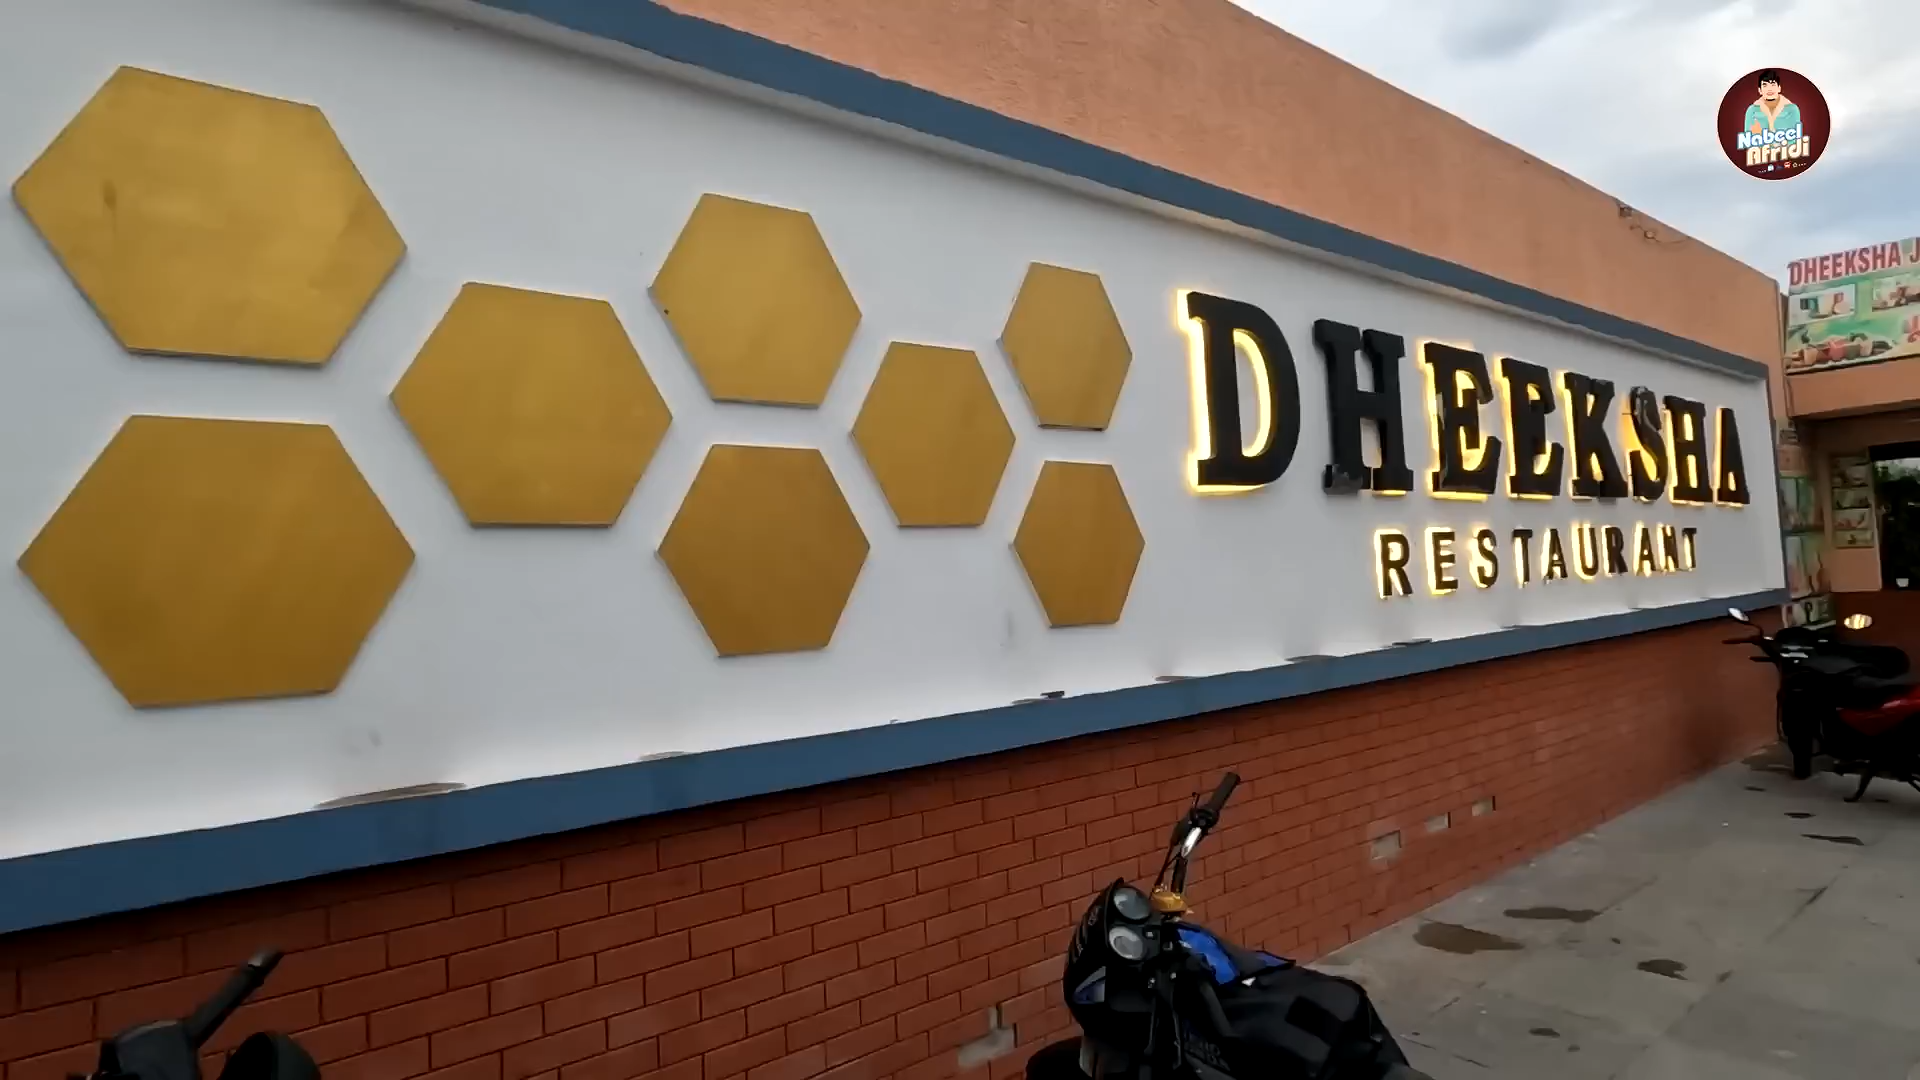 Nabeel
Afridi
DHEEKSHA J
DHEEKSHA
RESTAURANT